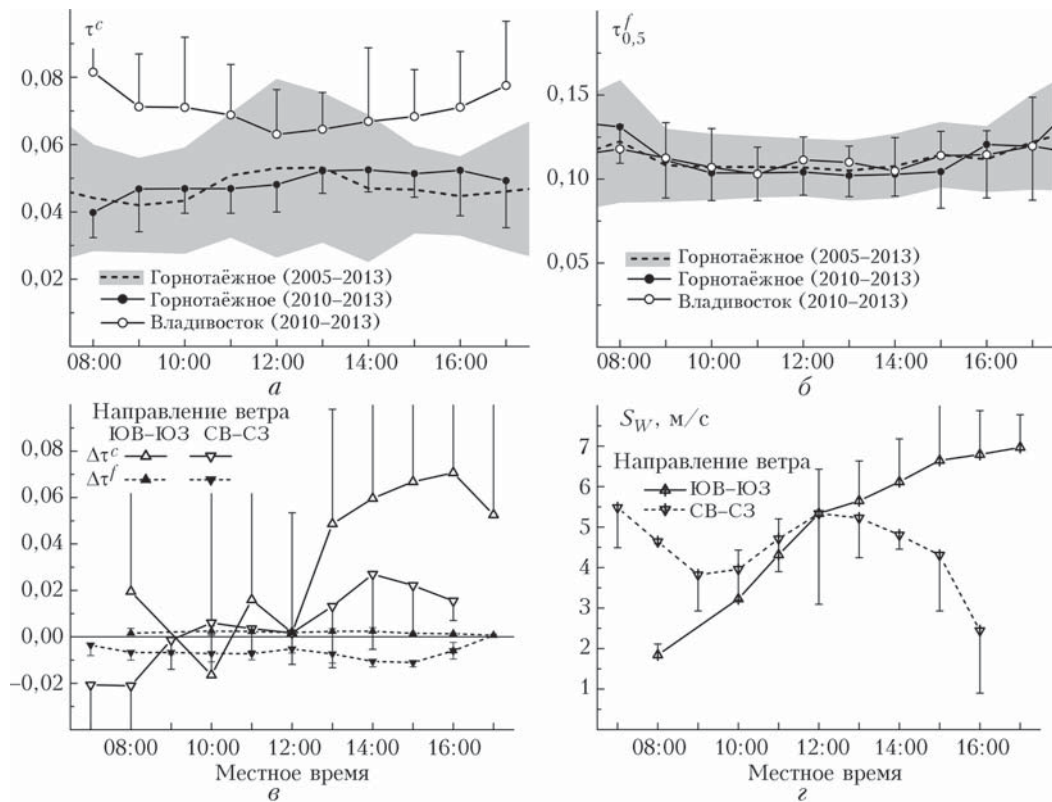 τᶜ
0,08
0,06
0,04
0,02
Горнотаёжное (2005–2013)
Горнотаёжное (2010–2013)
Владивосток (2010–2013)
08:00 10:00 12:00 14:00 16:00
а
τᶠ0,5
0,15
0,10
0,05
Горнотаёжное (2005–2013)
Горнотаёжное (2010–2013)
Владивосток (2010–2013)
08:00 10:00 12:00 14:00 16:00
б
Направление ветра
ЮВ–ЮЗ СВ–СЗ
Δτᶜ
Δτᶠ
0,08
0,06
0,04
0,02
0,00
–0,02
08:00 10:00 12:00 14:00 16:00
Местное время
в
S_W, м/с
Направление ветра
ЮВ–ЮЗ
СВ–СЗ
7
6
5
4
3
2
1
08:00 10:00 12:00 14:00 16:00
Местное время
г